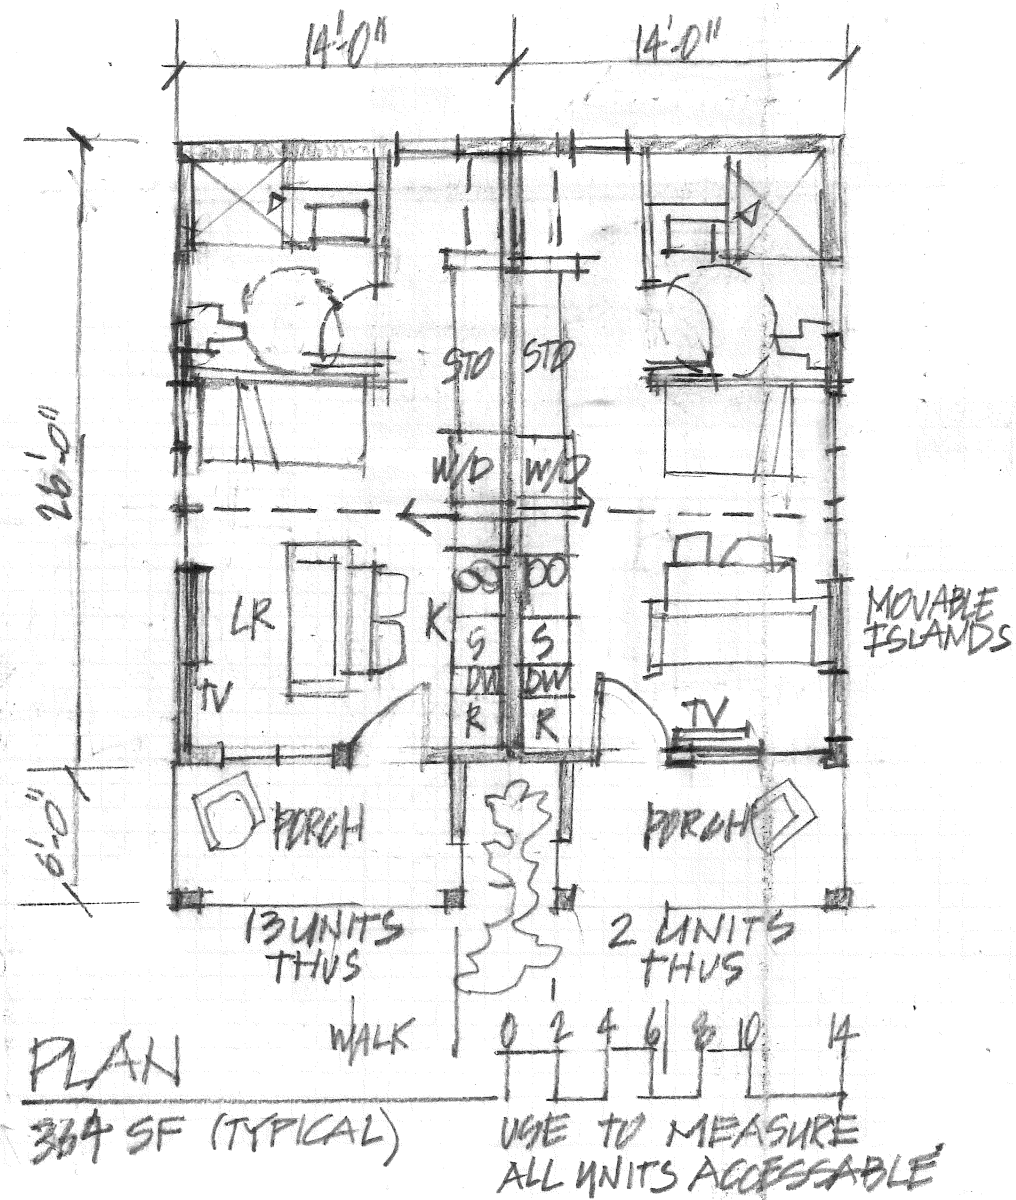 14'-0" 14'-0"
26'-0"
STO STO
W/D W/D
LR K S S
DW DW
TV R R TV
MOVABLE
ISLANDS
6'-0"
PORCH PORCH
13 UNITS
THUS
2 UNITS
THUS
WALK
0 2 4 6 8 10 14
PLAN
364 SF (TYPICAL)
USE TO MEASURE
ALL UNITS ACCESSABLE